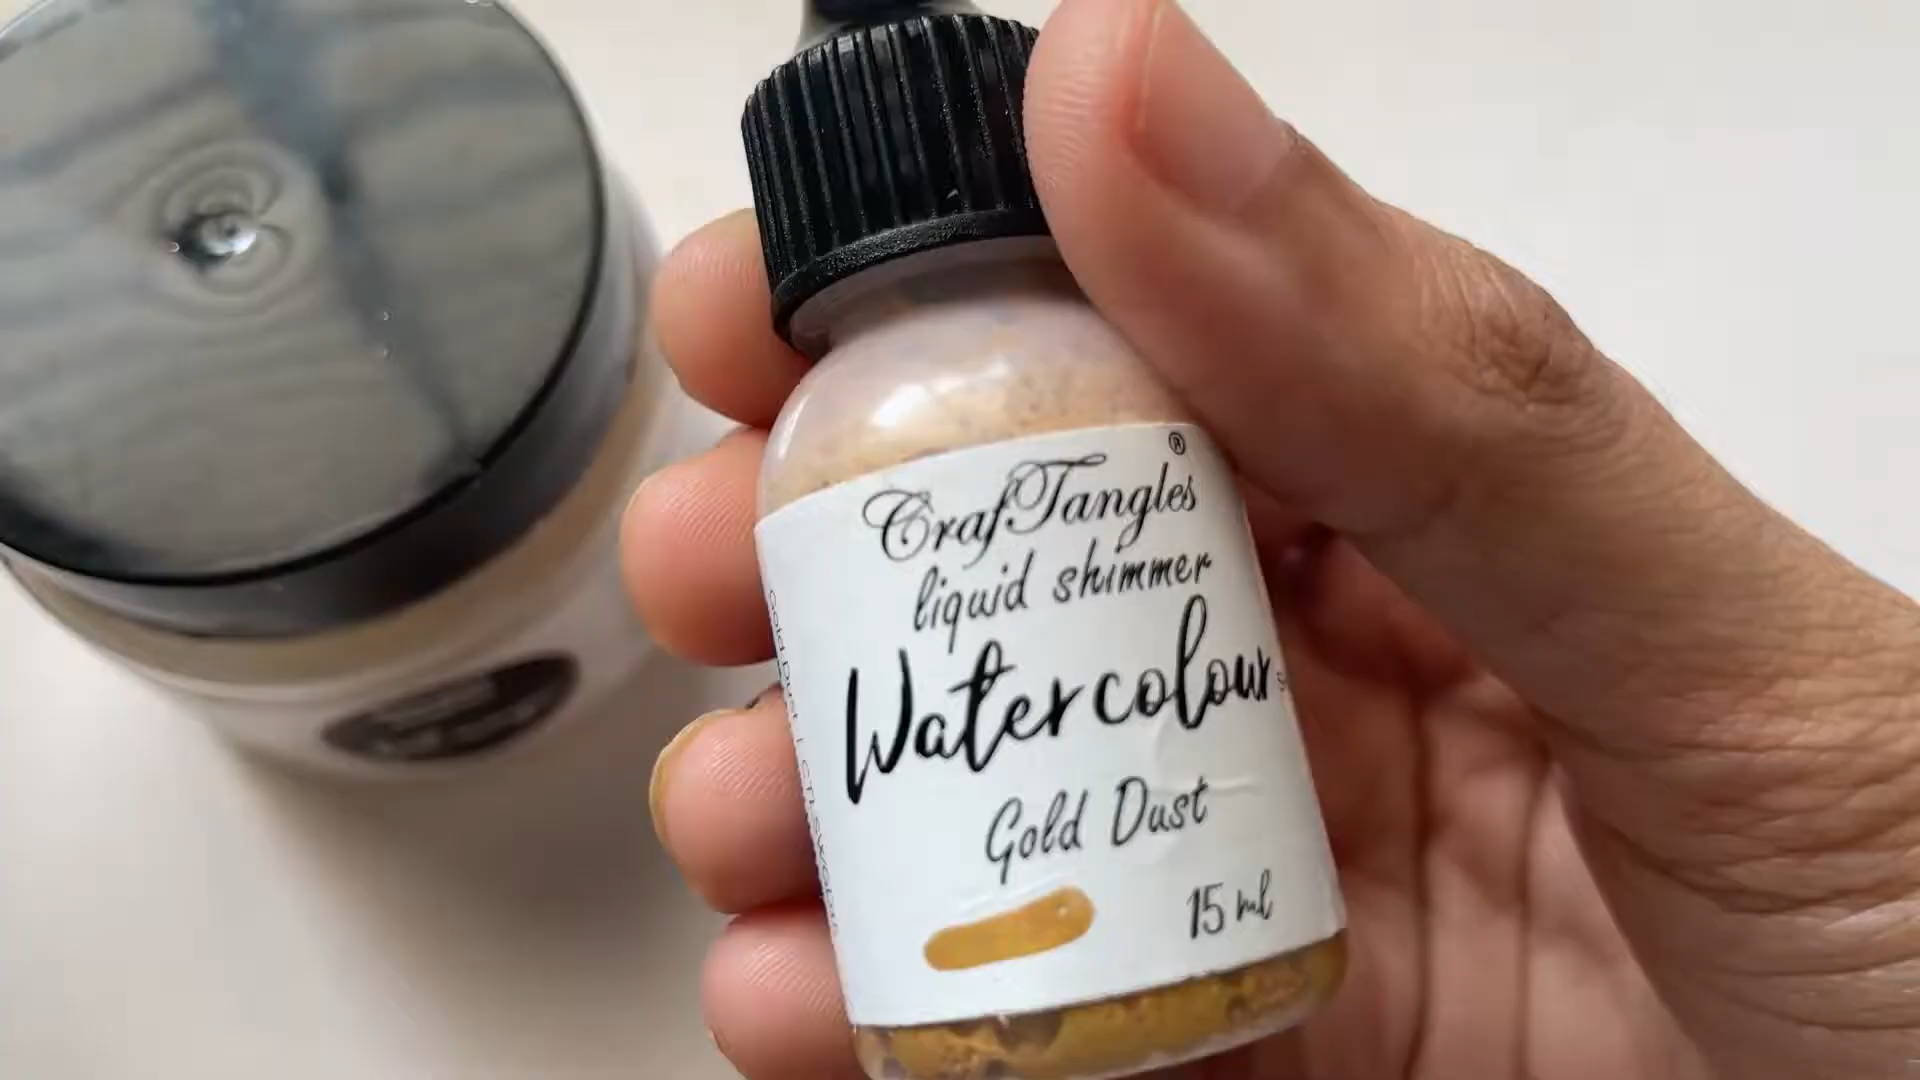 CrafTangles®
liquid shimmer
Watercolour
Gold Dust
15 ml